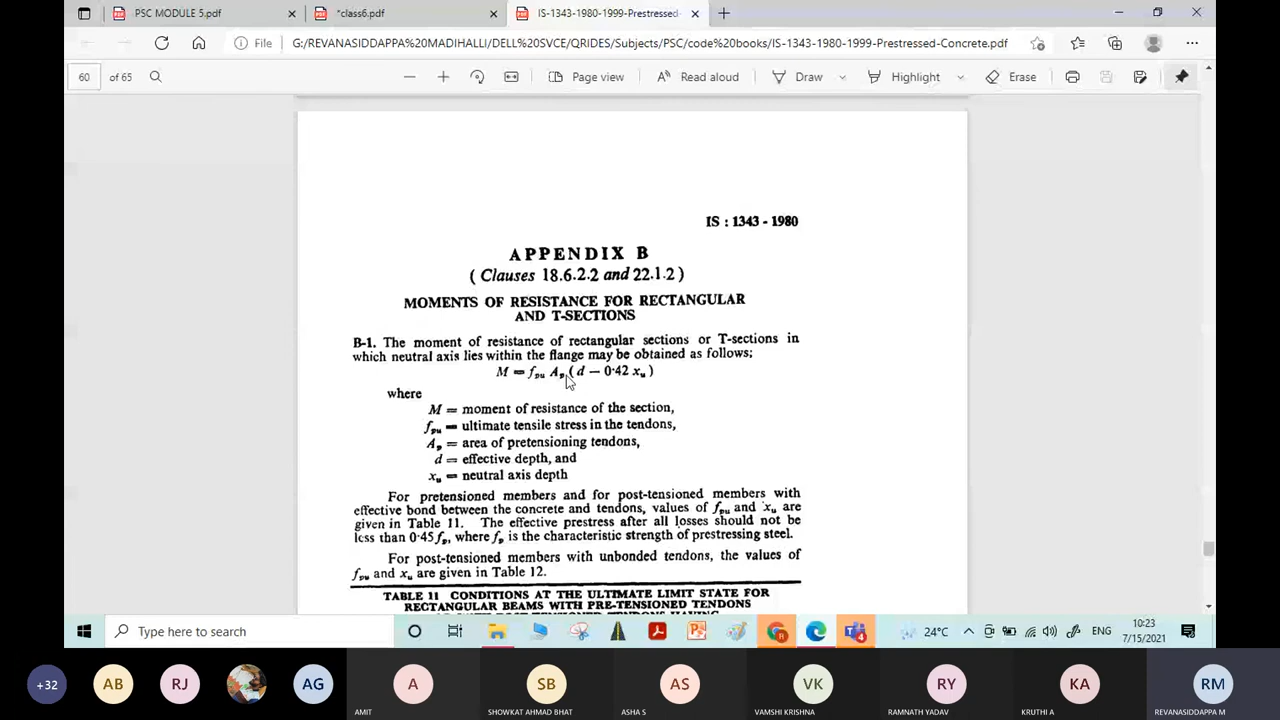 PSC MODULE 5.pdf
"class6.pdf
IS-1343-1980-1999-Prestressed-
File
G:/REVANASIDDAPPA%20MADIHALLI/DELL%20SVCE/QRIDES/Subjects/PSC/code%20books/IS-1343-1980-1999-Prestressed-Concrete.pdf
60 of 65
Page view
Read aloud
Draw
Highlight
Erase
IS : 1343 - 1980
APPENDIX B
( Clauses 18.6.2.2 and 22.1.2 )
MOMENTS OF RESISTANCE FOR RECTANGULAR
AND T-SECTIONS
B-1. The moment of resistance of rectangular sections or T-sections in
which neutral axis lies within the flange may be obtained as follows;
M = fpu Ap ( d — 0·42 xu )
where
M = moment of resistance of the section,
fpu = ultimate tensile stress in the tendons,
Ap = area of pretensioning tendons,
d = effective depth, and
xu = neutral axis depth
For pretensioned members and for post-tensioned members with
effective bond between the concrete and tendons, values of fpu and xu are
given in Table 11. The effective prestress after all losses should not be
less than 0·45 fp, where fp is the characteristic strength of prestressing steel.
For post-tensioned members with unbonded tendons, the values of
fpu and xu are given in Table 12.
TABLE 11 CONDITIONS AT THE ULTIMATE LIMIT STATE FOR
RECTANGULAR BEAMS WITH PRE-TENSIONED TENDONS
Type here to search
24°C
ENG
10:23
7/15/2021
+32
AB
RJ
AG
A
AMIT
SB
SHOWKAT AHMAD BHAT
AS
ASHA S
VK
VAMSHI KRISHNA
RY
RAMNATH YADAV
KA
KRUTHI A
RM
REVANASIDDAPPA M